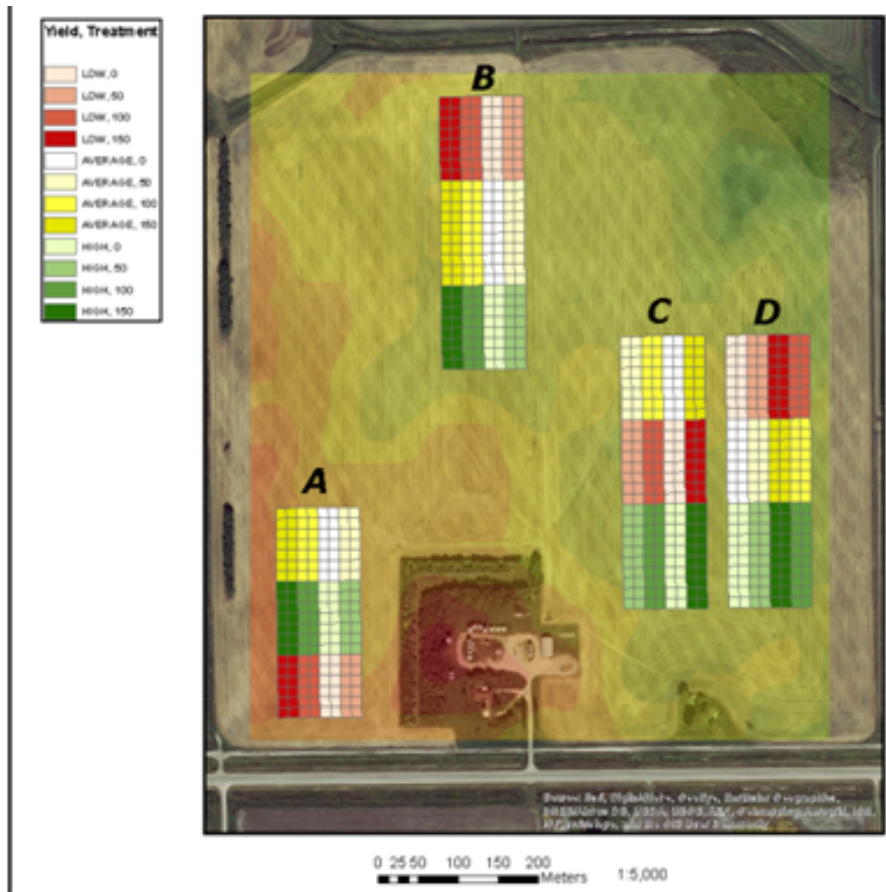 Yield, Treatment
LOW, 0
LOW, 50
LOW, 100
LOW, 150
AVERAGE, 0
AVERAGE, 50
AVERAGE, 100
AVERAGE, 150
HIGH, 0
HIGH, 50
HIGH, 100
HIGH, 150
B
C D
A
0 25 50 100 150 200
Meters 1:5,000